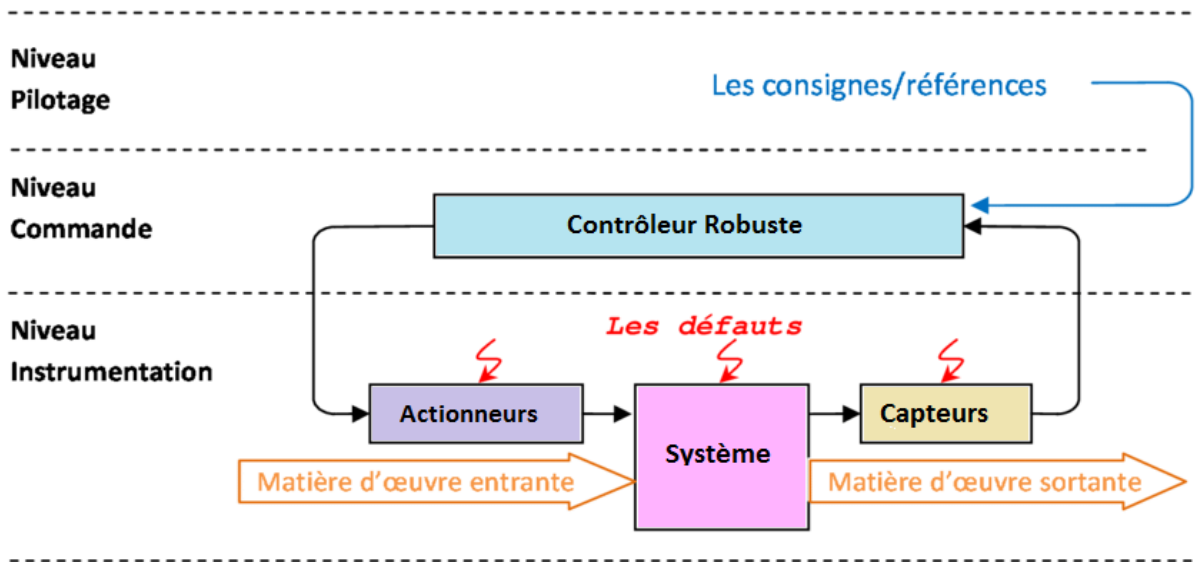 Niveau
Pilotage
Les consignes/références
Niveau
Commande
Contrôleur Robuste
Niveau
Instrumentation
Les défauts
Actionneurs
Système
Capteurs
Matière d'œuvre entrante
Matière d'œuvre sortante